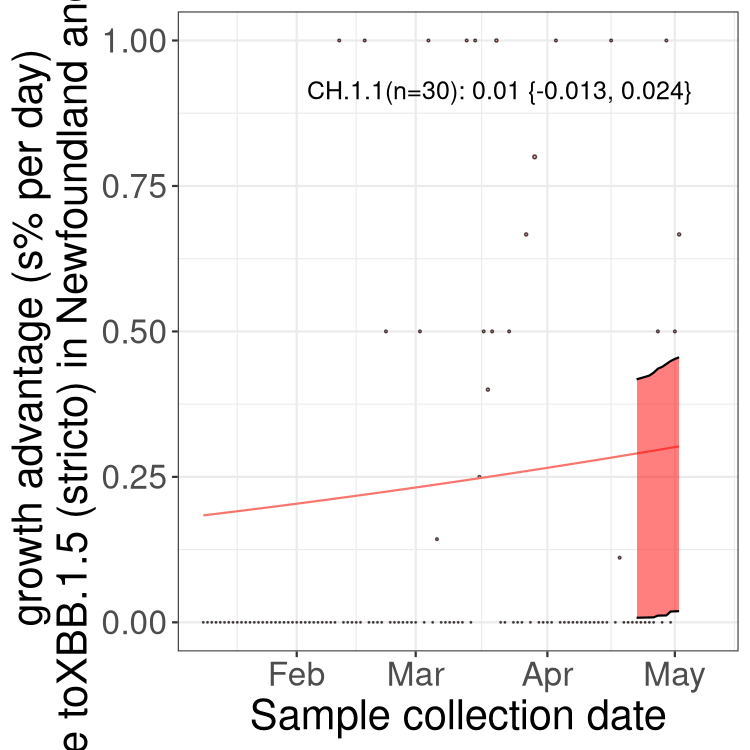 growth advantage (s% per day)
toXBB.1.5 (stricto) in Newfoundland
1.00
0.75
0.50
0.25
0.00
CH.1.1(n=30): 0.01 {-0.013, 0.024}
Feb Mar Apr May
Sample collection date